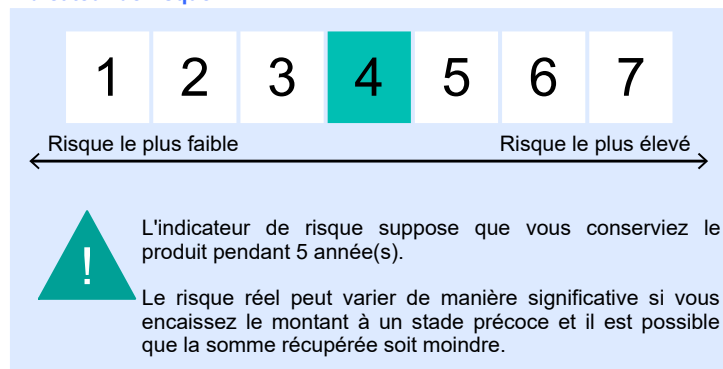 1 2 3 4 5 6 7
Risque le plus faible Risque le plus élevé
! L'indicateur de risque suppose que vous conserviez le
produit pendant 5 année(s).
Le risque réel peut varier de manière significative si vous
encaissez le montant à un stade précoce et il est possible
que la somme récupérée soit moindre.